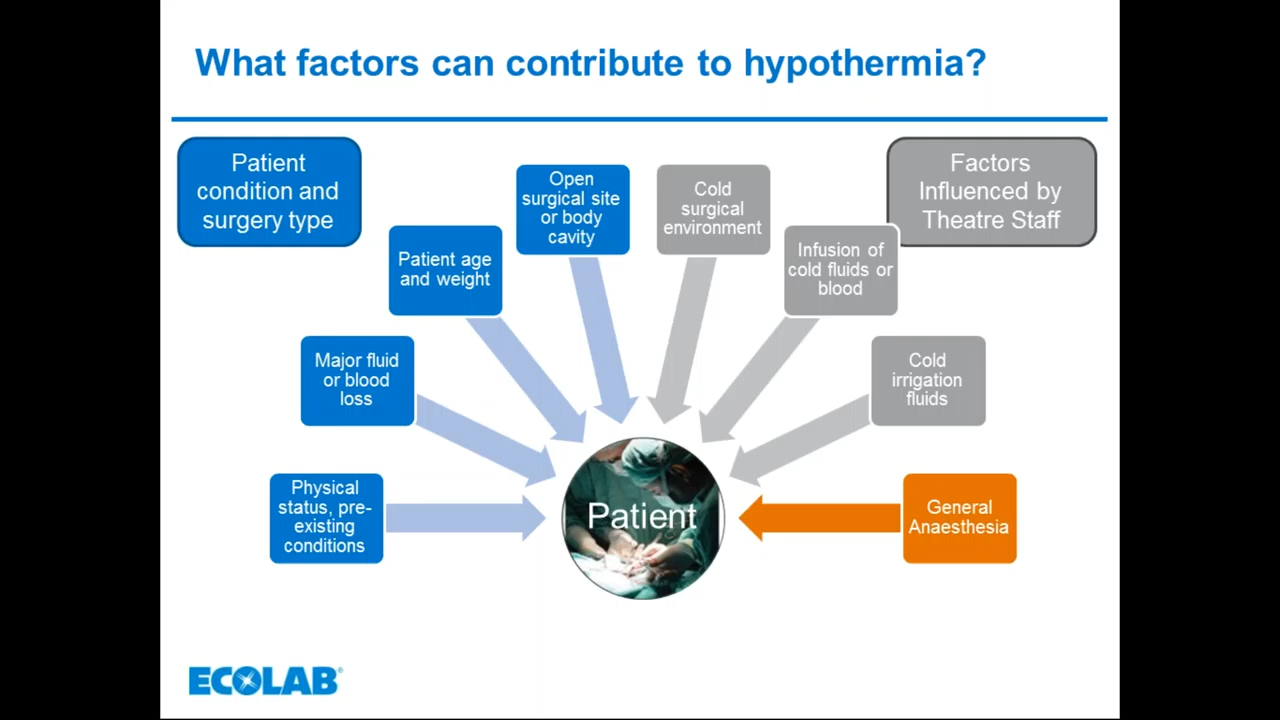 What factors can contribute to hypothermia?
Patient
condition and
surgery type
Factors
Influenced by
Theatre Staff
Open
surgical site
or body
cavity
Cold
surgical
environment
Patient age
and weight
Infusion of
cold fluids or
blood
Major fluid
or blood
loss
Cold
irrigation
fluids
Physical
status, pre-
existing
conditions
Patient
General
Anaesthesia
ECOLAB®